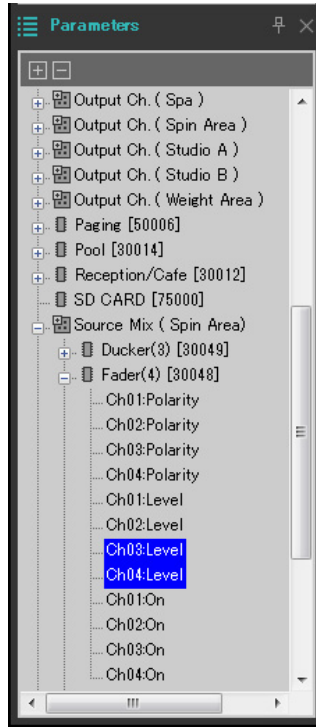 Parameters
Output Ch. ( Spa )
Output Ch. ( Spin Area )
Output Ch. ( Studio A )
Output Ch. ( Studio B )
Output Ch. ( Weight Area )
Paging [50006]
Pool [30014]
Reception/Cafe [30012]
SD CARD [75000]
Source Mix ( Spin Area)
Ducker(3) [30049]
Fader(4) [30048]
Ch01:Polarity
Ch02:Polarity
Ch03:Polarity
Ch04:Polarity
Ch01:Level
Ch02:Level
Ch03:Level
Ch04:Level
Ch01:On
Ch02:On
Ch03:On
Ch04:On